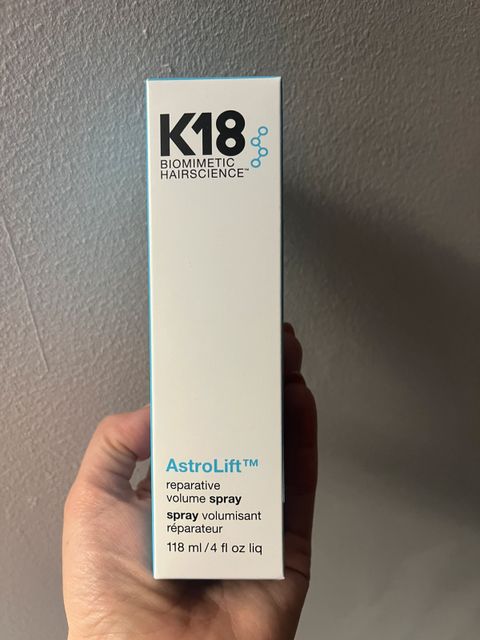 K18
BIOMIMETIC
HAIRSCIENCE™
AstroLift™
reparative
volume spray
spray volumisant
réparateur
118 ml / 4 fl oz liq